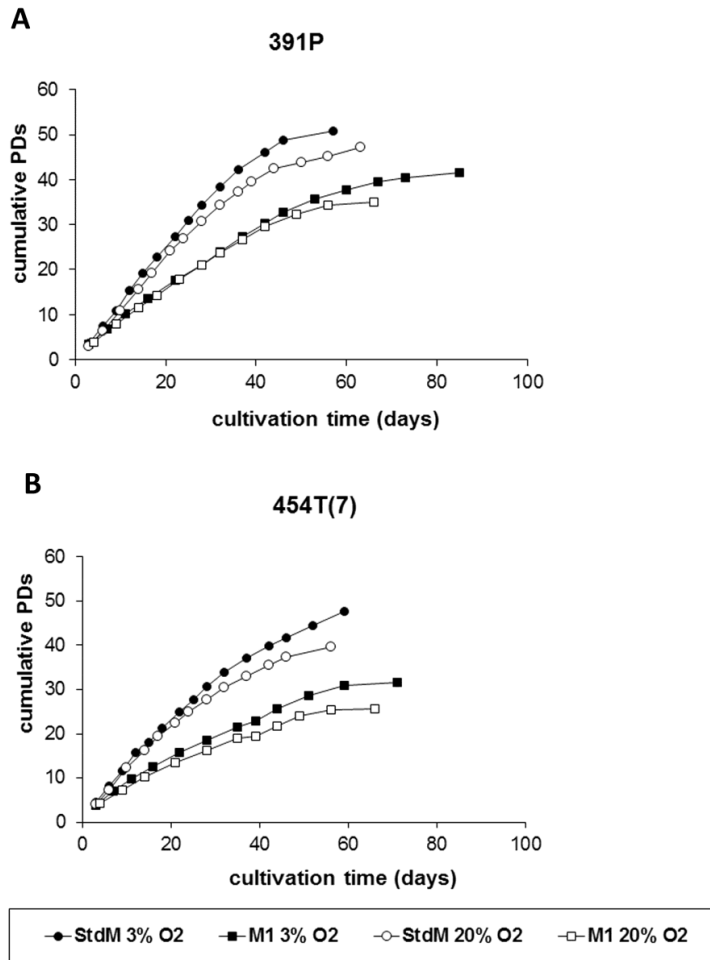 A
391P
cumulative PDs
60
50
40
30
20
10
0
0 20 40 60 80 100
cultivation time (days)
B
454T(7)
cumulative PDs
60
50
40
30
20
10
0
0 20 40 60 80 100
cultivation time (days)
StdM 3% O2 M1 3% O2 StdM 20% O2 M1 20% O2